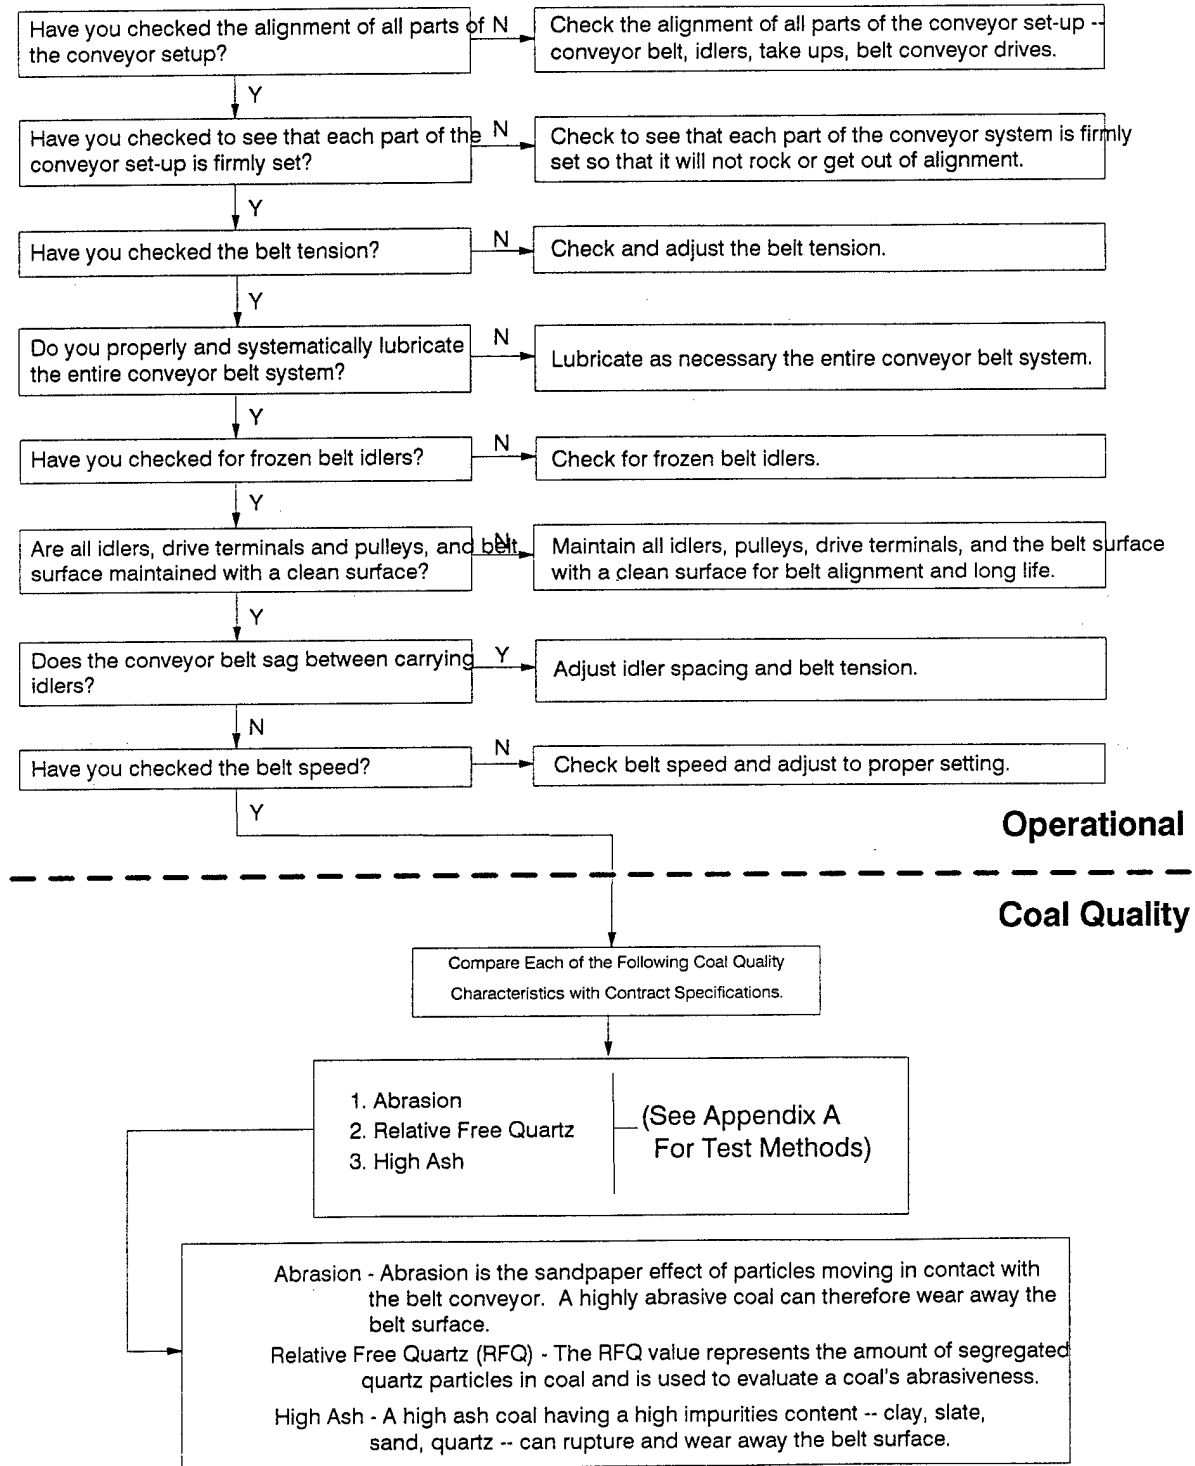 Have you checked the alignment of all parts of
the conveyor setup?
N
Check the alignment of all parts of the conveyor set-up --
conveyor belt, idlers, take ups, belt conveyor drives.
Y
Have you checked to see that each part of the
conveyor set-up is firmly set?
N
Check to see that each part of the conveyor system is firmly
set so that it will not rock or get out of alignment.
Y
Have you checked the belt tension?
N
Check and adjust the belt tension.
Y
Do you properly and systematically lubricate
the entire conveyor belt system?
N
Lubricate as necessary the entire conveyor belt system.
Y
Have you checked for frozen belt idlers?
N
Check for frozen belt idlers.
Y
Are all idlers, drive terminals and pulleys, and belt
surface maintained with a clean surface?
N
Maintain all idlers, pulleys, drive terminals, and the belt surface
with a clean surface for belt alignment and long life.
Y
Does the conveyor belt sag between carrying
idlers?
Y
Adjust idler spacing and belt tension.
N
Have you checked the belt speed?
N
Check belt speed and adjust to proper setting.
Y
Operational
Coal Quality
Compare Each of the Following Coal Quality
Characteristics with Contract Specifications.
1. Abrasion
2. Relative Free Quartz
3. High Ash
(See Appendix A
For Test Methods)
Abrasion - Abrasion is the sandpaper effect of particles moving in contact with
the belt conveyor. A highly abrasive coal can therefore wear away the
belt surface.
Relative Free Quartz (RFQ) - The RFQ value represents the amount of segregated
quartz particles in coal and is used to evaluate a coal's abrasiveness.
High Ash - A high ash coal having a high impurities content -- clay, slate,
sand, quartz -- can rupture and wear away the belt surface.